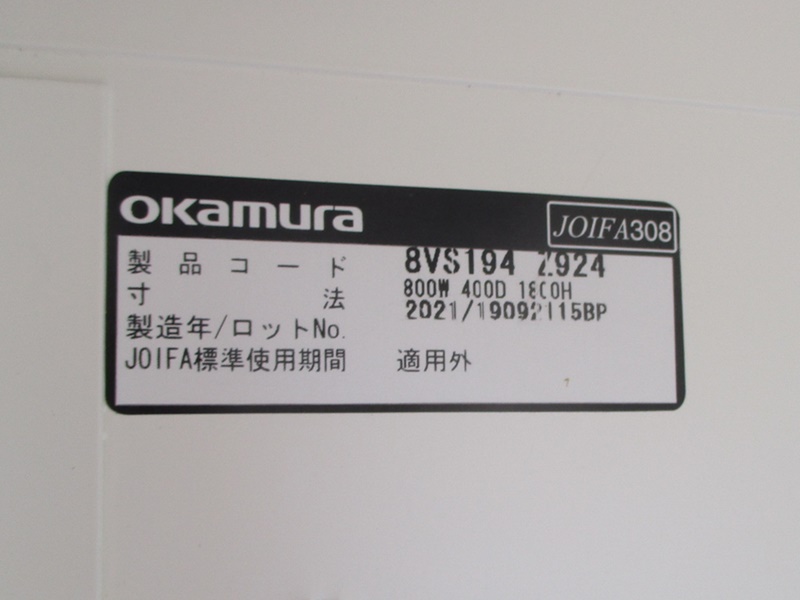 OKamura
JOIFA308
製品コード 8VS194 Z924
寸法 800W 400D 1800H
製造年/ロットNo. 2021/19092115BP
JOIFA標準使用期間 適用外